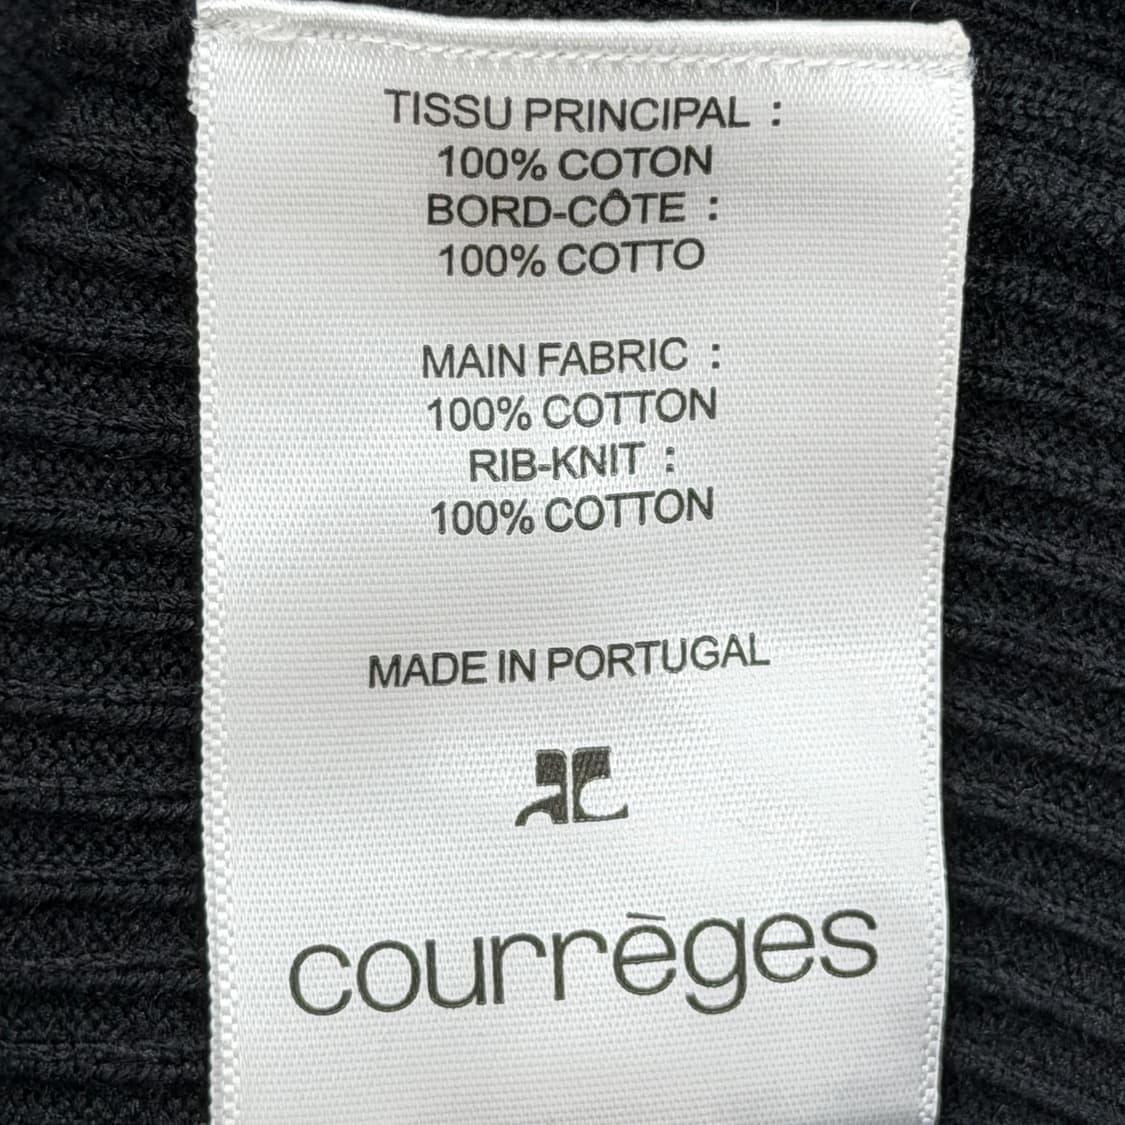 TISSU PRINCIPAL :
100% COTON
BORD-CÔTE :
100% COTTO
MAIN FABRIC :
100% COTTON
RIB-KNIT :
100% COTTON
MADE IN PORTUGAL
courrèges